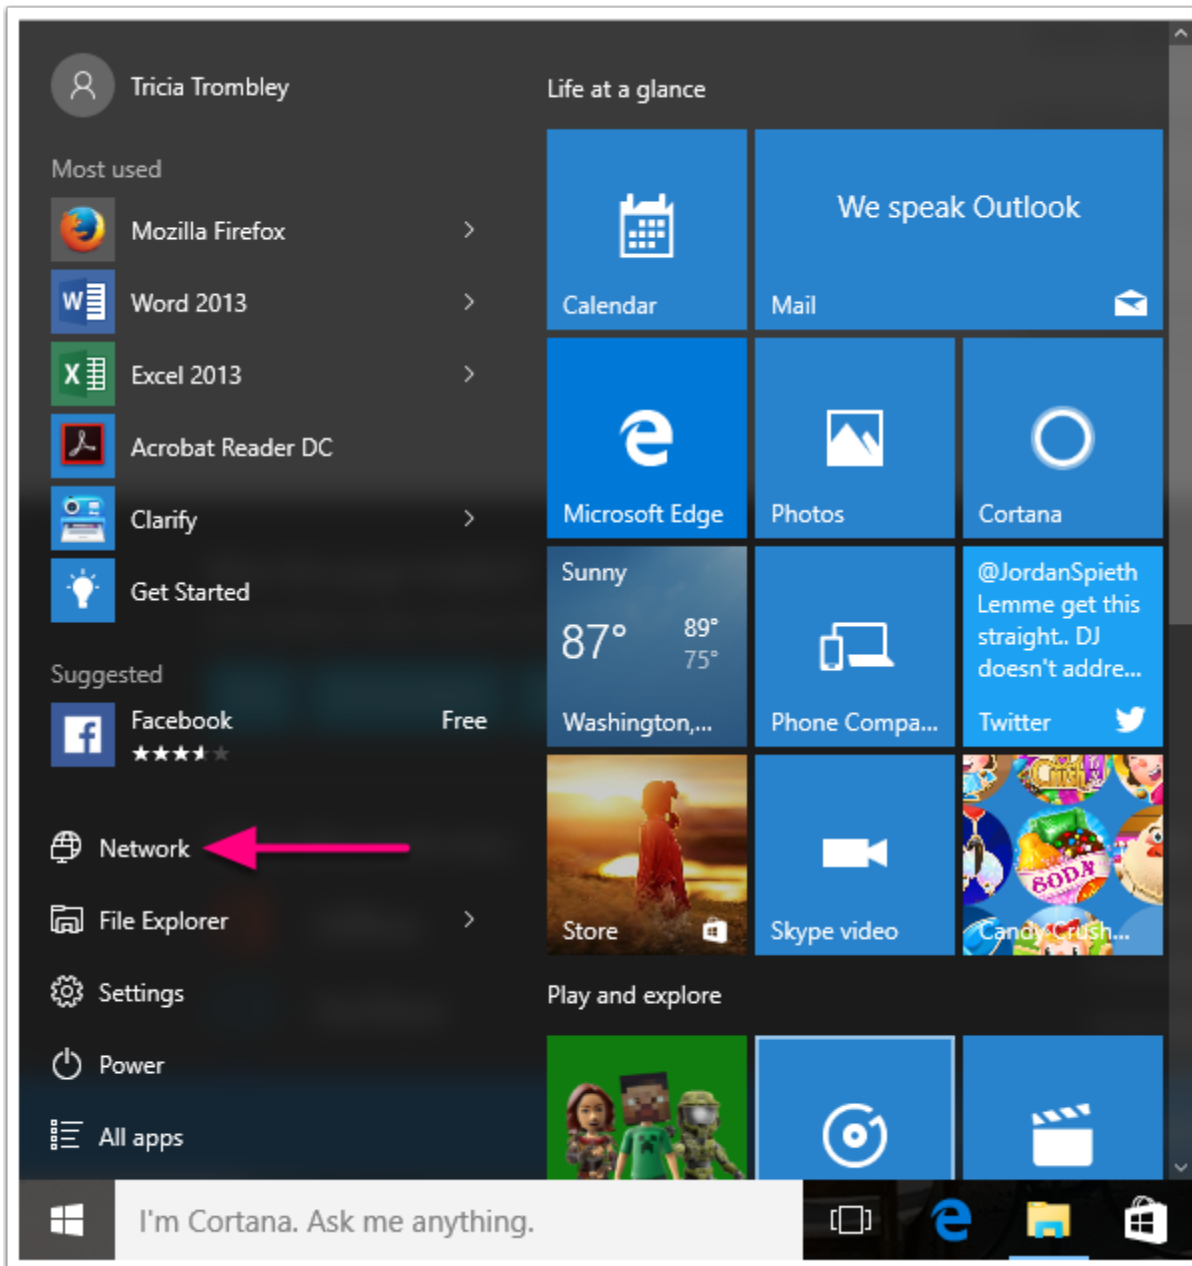 Tricia Trombley
Most used
Mozilla Firefox
Word 2013
Excel 2013
Acrobat Reader DC
Clarify
Get Started
Suggested
Facebook Free
Network
File Explorer
Settings
Power
All apps
Life at a glance
Calendar
We speak Outlook
Mail
Microsoft Edge
Photos
Cortana
Sunny
87° 89°
75°
Washington,...
Phone Compa...
@JordanSpieth
Lemme get this
straight.. DJ
doesn't addre...
Twitter
Store
Skype video
Crush
SODA
Candy Crush...
Play and explore
I'm Cortana. Ask me anything.